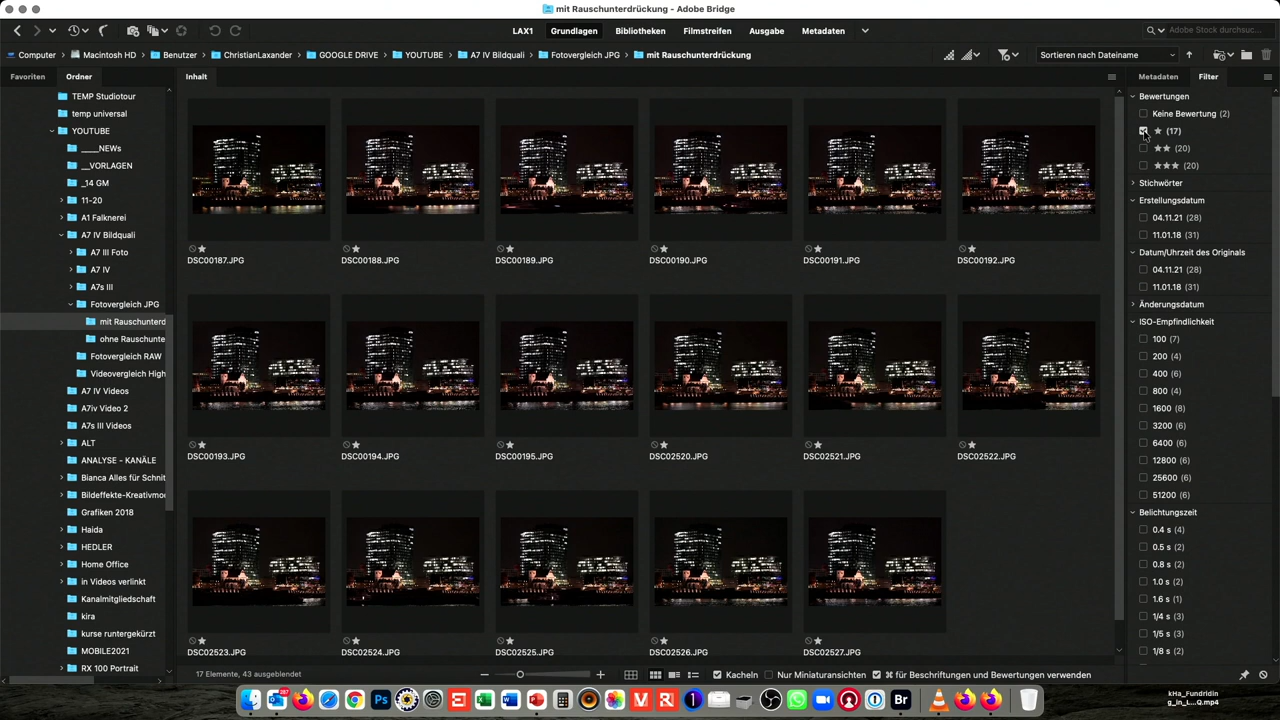 mit Rauschunterdrückung - Adobe Bridge
LAX1 Grundlagen Bibliotheken Filmstreifen Ausgabe Metadaten
Adobe Stock durchsuc...
Computer Macintosh HD Benutzer ChristianLaxander GOOGLE DRIVE YOUTUBE A7 IV Bildquali Fotovergleich JPG mit Rauschunterdrückung
Sortieren nach Dateiname
Favoriten Ordner
TEMP Studiotour
temp universal
YOUTUBE
____NEWs
__VORLAGEN
_14 GM
11-20
A1 Falknerei
A7 IV Bildquali
A7 III Foto
A7 IV
A7s III
Fotovergleich JPG
mit Rauschunterd
ohne Rauschunte
Fotovergleich RAW
Videovergleich High
A7 IV Videos
A7iv Video 2
A7s III Videos
ALT
ANALYSE - KANÄLE
Bianca Alles für Schnit
Bildeffekte-Kreativmo
Grafiken 2018
Haida
HEDLER
Home Office
in Videos verlinkt
Kanalmitgliedschaft
kira
kurse runtergekürzt
MOBILE2021
RX 100 Portrait
Inhalt
DSC00187.JPG DSC00188.JPG DSC00189.JPG DSC00190.JPG DSC00191.JPG DSC00192.JPG
DSC00193.JPG DSC00194.JPG DSC00195.JPG DSC02520.JPG DSC02521.JPG DSC02522.JPG
DSC02523.JPG DSC02524.JPG DSC02525.JPG DSC02526.JPG DSC02527.JPG
17 Elemente, 43 ausgeblendet
Kacheln Nur Miniaturansichten ⌘ für Beschriftungen und Bewertungen verwenden
Metadaten Filter
Bewertungen
Keine Bewertung (2)
★ (17)
★★ (20)
★★★ (20)
Stichwörter
Erstellungsdatum
04.11.21 (28)
11.01.18 (31)
Datum/Uhrzeit des Originals
04.11.21 (28)
11.01.18 (31)
Änderungsdatum
ISO-Empfindlichkeit
100 (7)
200 (4)
400 (6)
800 (4)
1600 (8)
3200 (6)
6400 (6)
12800 (6)
25600 (6)
51200 (6)
Belichtungszeit
0.4 s (4)
0.5 s (2)
0.8 s (2)
1.0 s (2)
1.6 s (1)
1/4 s (3)
1/5 s (3)
1/8 s (2)
Ps
Br
kHa_Fundridin
g_in_L...Q.mp4